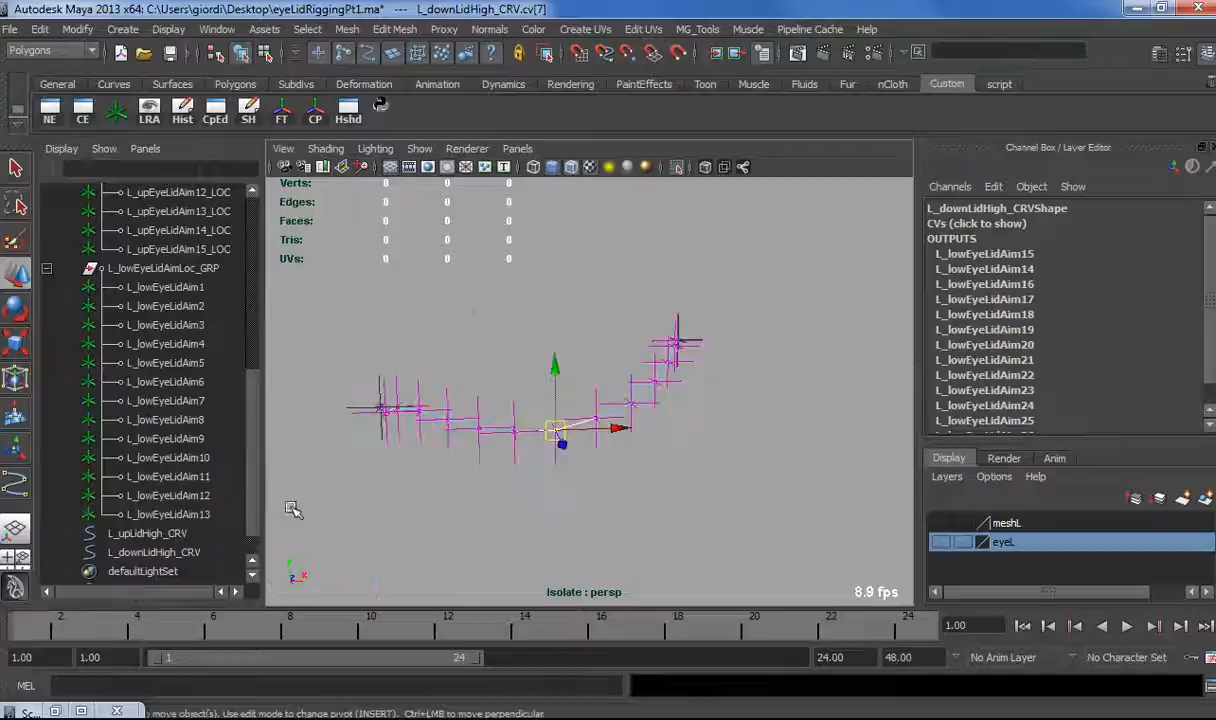 Autodesk Maya 2013 x64: C:\Users\giordi\Desktop\eyeLidRiggingPt1.ma* --- L_downLidHigh_CRV.cv[7]
File Edit Modify Create Display Window Assets Select Mesh Edit Mesh Proxy Normals Color Create UVs Edit UVs MG_Tools Muscle Pipeline Cache Help
Polygons
General Curves Surfaces Polygons Subdivs Deformation Animation Dynamics Rendering PaintEffects Toon Muscle Fluids Fur nCloth Custom script
NE CE LRA Hist CpEd SH FT CP Hshd
Display Show Panels
View Shading Lighting Show Renderer Panels
Channel Box / Layer Editor
Channels Edit Object Show
L_upEyeLidAim12_LOC
L_upEyeLidAim13_LOC
L_upEyeLidAim14_LOC
L_upEyeLidAim15_LOC
L_lowEyeLidAimLoc_GRP
L_lowEyeLidAim1
L_lowEyeLidAim2
L_lowEyeLidAim3
L_lowEyeLidAim4
L_lowEyeLidAim5
L_lowEyeLidAim6
L_lowEyeLidAim7
L_lowEyeLidAim8
L_lowEyeLidAim9
L_lowEyeLidAim10
L_lowEyeLidAim11
L_lowEyeLidAim12
L_lowEyeLidAim13
L_upLidHigh_CRV
L_downLidHigh_CRV
defaultLightSet
Verts: 0 0 0
Edges: 0 0 0
Faces: 0 0 0
Tris: 0 0 0
UVs: 0 0 0
Isolate : persp
8.9 fps
L_downLidHigh_CRVShape
CVs (click to show)
OUTPUTS
L_lowEyeLidAim15
L_lowEyeLidAim14
L_lowEyeLidAim16
L_lowEyeLidAim17
L_lowEyeLidAim18
L_lowEyeLidAim19
L_lowEyeLidAim20
L_lowEyeLidAim21
L_lowEyeLidAim22
L_lowEyeLidAim23
L_lowEyeLidAim24
L_lowEyeLidAim25
Display Render Anim
Layers Options Help
meshL
eyeL
2 4 6 8 10 12 14 16 18 20 22 24
1.00
1.00 1.00 1 24 24.00 48.00 No Anim Layer No Character Set
MEL
Sc... move object(s). Use edit mode to change pivot (INSERT). Ctrl+LMB to move perpendicular